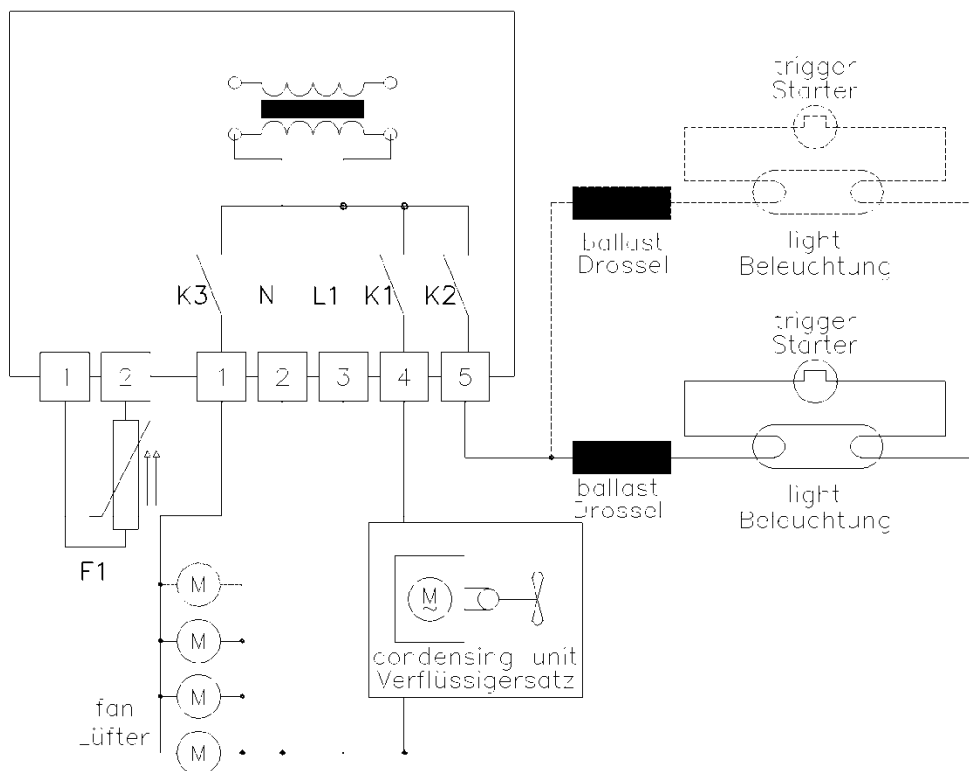 trigger
Starter
ballast
Drossel
light
Beleuchtung
K3
N
L1
K1
K2
trigger
Starter
1
2
1
2
3
4
5
ballast
Drossel
light
Beleuchtung
F1
M
M
M
condensing unit
Verflüssigersatz
M
fan
Lüfter
M